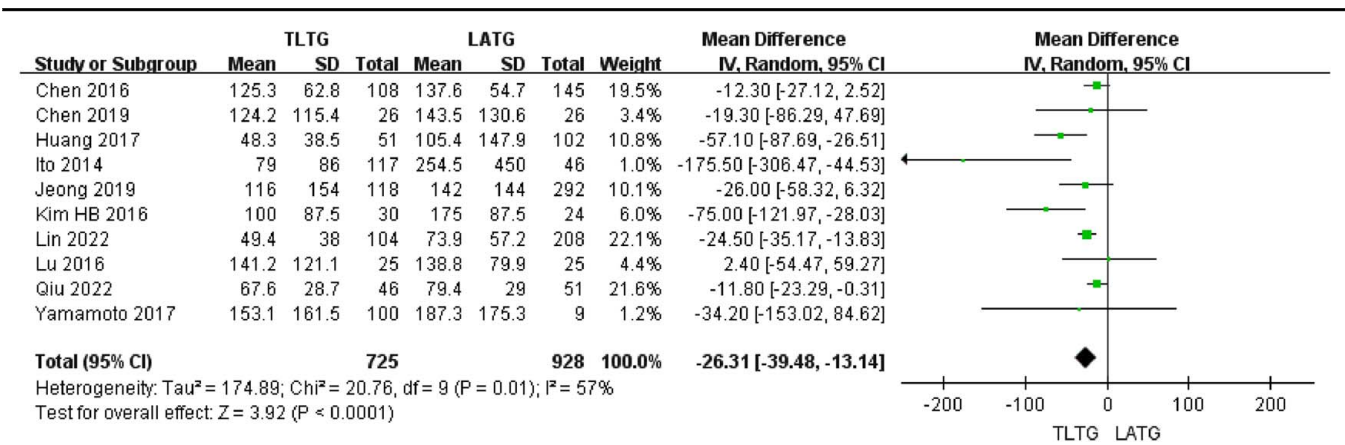 TLTG LATG Mean Difference Mean Difference
Study or Subgroup Mean SD Total Mean SD Total Weight IV, Random, 95% CI IV, Random, 95% CI
Chen 2016 125.3 62.8 108 137.6 54.7 145 19.5% -12.30 [-27.12, 2.52]
Chen 2019 124.2 115.4 26 143.5 130.6 26 3.4% -19.30 [-86.29, 47.69]
Huang 2017 48.3 38.5 51 105.4 147.9 102 10.8% -57.10 [-87.69, -26.51]
Ito 2014 79 86 117 254.5 450 46 1.0% -175.50 [-306.47, -44.53]
Jeong 2019 116 154 118 142 144 292 10.1% -26.00 [-58.32, 6.32]
Kim HB 2016 100 87.5 30 175 87.5 24 6.0% -75.00 [-121.97, -28.03]
Lin 2022 49.4 38 104 73.9 57.2 208 22.1% -24.50 [-35.17, -13.83]
Lu 2016 141.2 121.1 25 138.8 79.9 25 4.4% 2.40 [-54.47, 59.27]
Qiu 2022 67.6 28.7 46 79.4 29 51 21.6% -11.80 [-23.29, -0.31]
Yamamoto 2017 153.1 161.5 100 187.3 175.3 9 1.2% -34.20 [-153.02, 84.62]
Total (95% CI) 725 928 100.0% -26.31 [-39.48, -13.14]
Heterogeneity: Tau² = 174.89; Chi² = 20.76, df = 9 (P = 0.01); I² = 57%
Test for overall effect: Z = 3.92 (P < 0.0001)
-200 -100 0 100 200
TLTG LATG